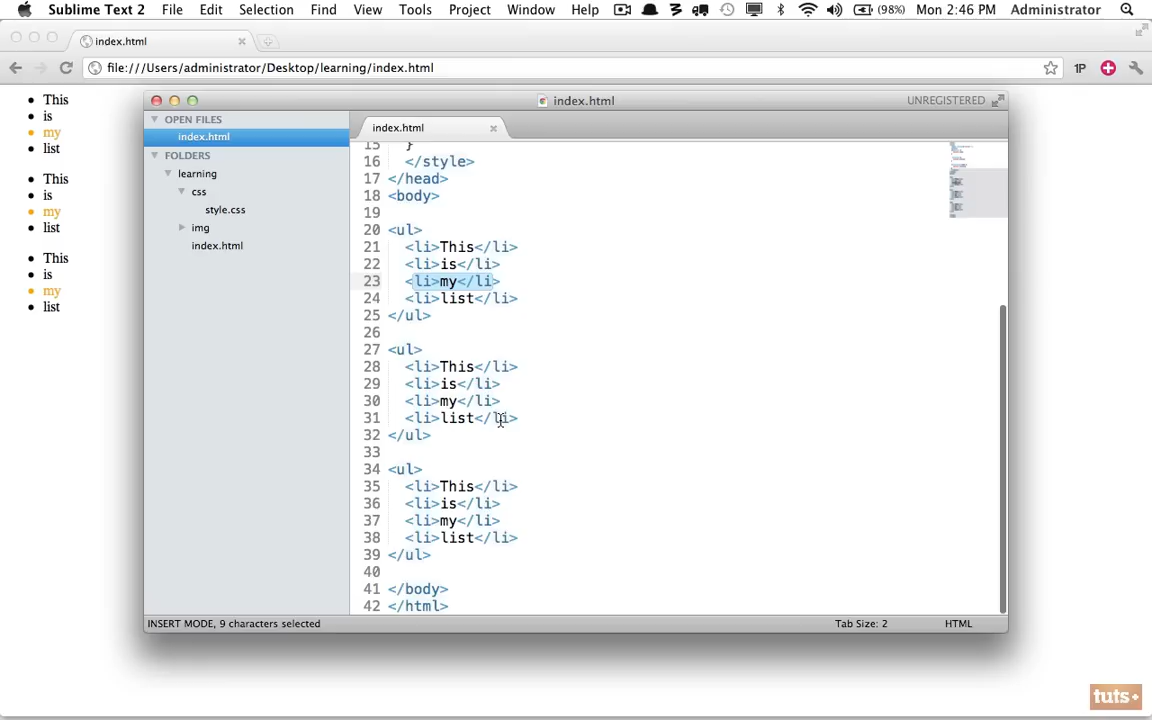 Sublime Text 2 File Edit Selection Find View Tools Project Window Help (98%) Mon 2:46 PM Administrator
index.html
file:///Users/administrator/Desktop/learning/index.html 1P
This
is
my
list
This
is
my
list
This
is
my
list
index.html UNREGISTERED
OPEN FILES
index.html
FOLDERS
learning
css
style.css
img
index.html
index.html
15 }
16 </style>
17 </head>
18 <body>
19
20 <ul>
21 <li>This</li>
22 <li>is</li>
23 <li>my</li>
24 <li>list</li>
25 </ul>
26
27 <ul>
28 <li>This</li>
29 <li>is</li>
30 <li>my</li>
31 <li>list</li>
32 </ul>
33
34 <ul>
35 <li>This</li>
36 <li>is</li>
37 <li>my</li>
38 <li>list</li>
39 </ul>
40
41 </body>
42 </html>
INSERT MODE, 9 characters selected Tab Size: 2 HTML
tuts+